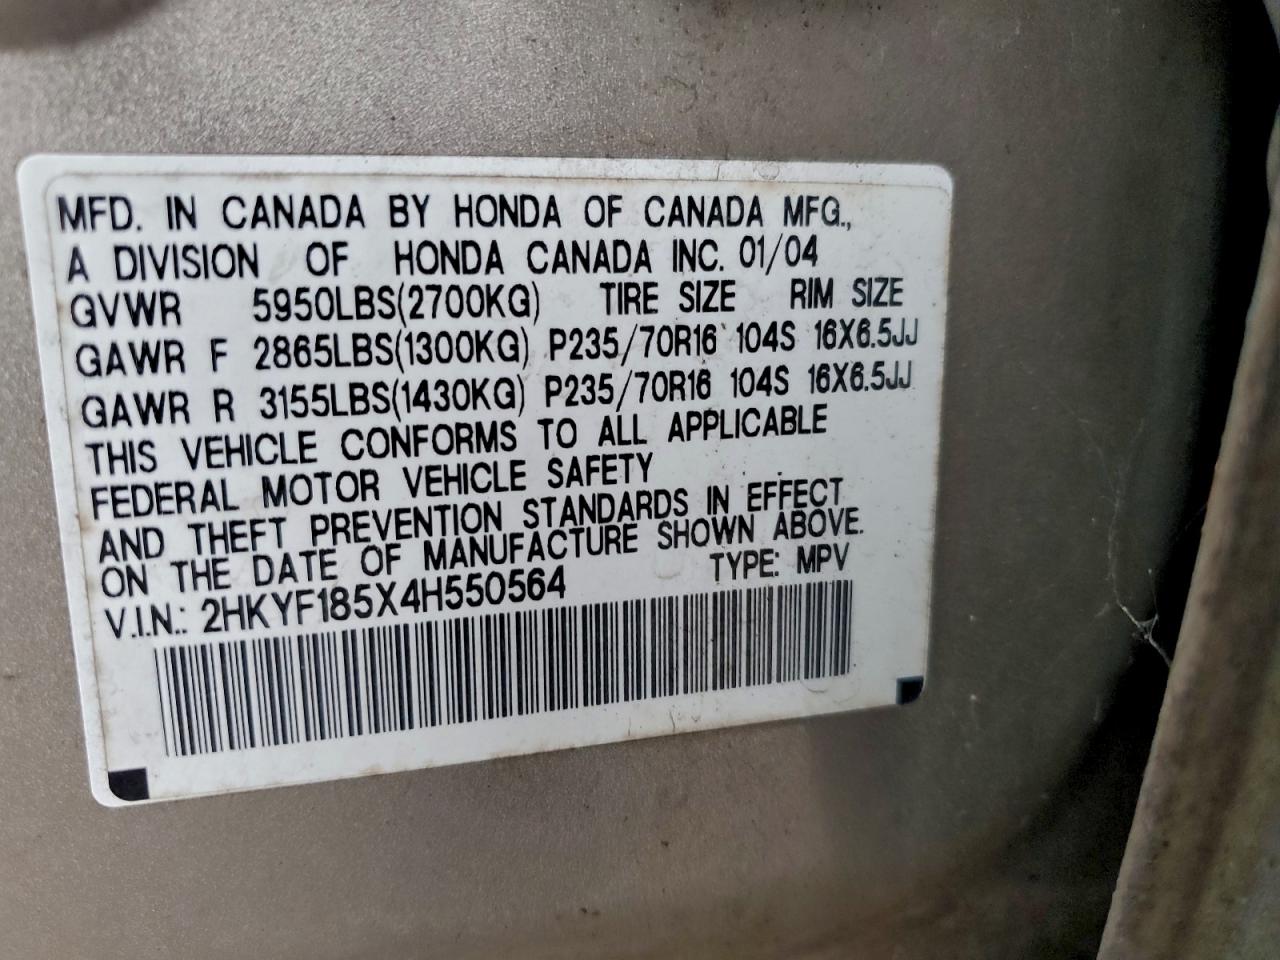 MFD. IN CANADA BY HONDA OF CANADA MFG.,
A DIVISION OF HONDA CANADA INC. 01/04
GVWR 5950LBS(2700KG) TIRE SIZE RIM SIZE
GAWR F 2865LBS(1300KG) P235/70R16 104S 16X6.5JJ
GAWR R 3155LBS(1430KG) P235/70R16 104S 16X6.5JJ
THIS VEHICLE CONFORMS TO ALL APPLICABLE
FEDERAL MOTOR VEHICLE SAFETY
AND THEFT PREVENTION STANDARDS IN EFFECT
ON THE DATE OF MANUFACTURE SHOWN ABOVE.
V.I.N.: 2HKYF185X4H550564 TYPE: MPV